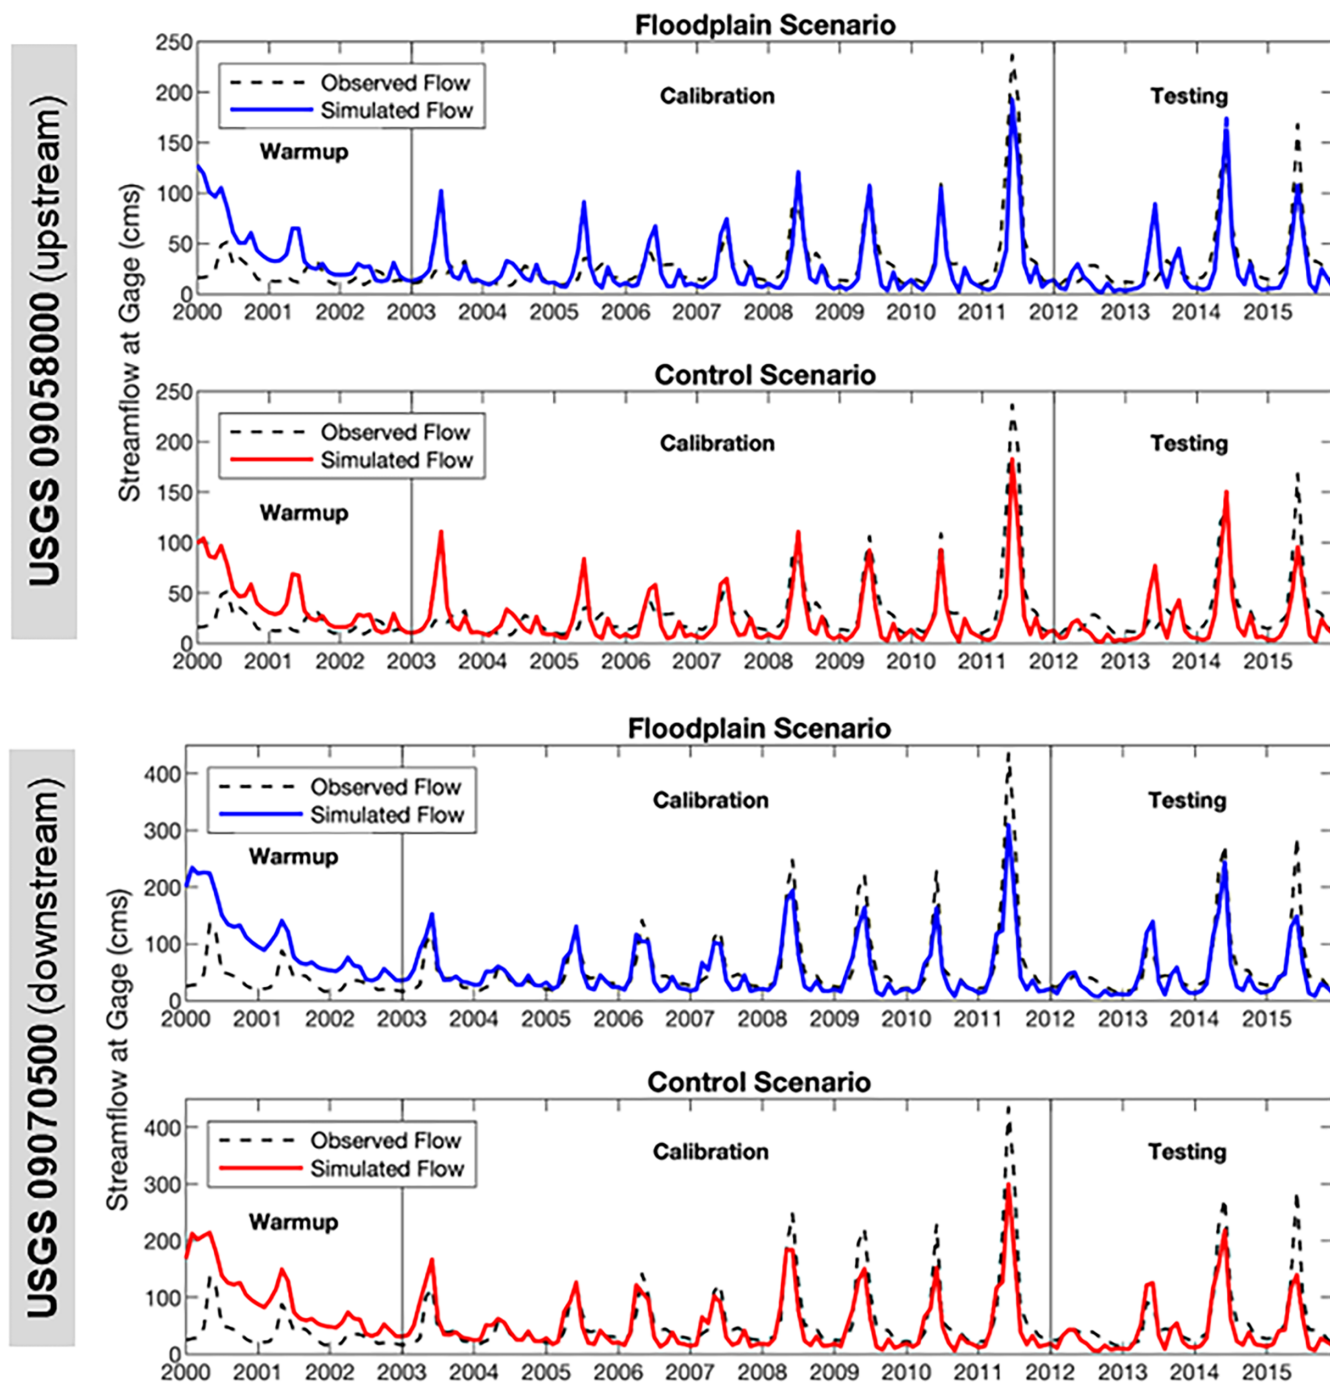 USGS 09058000 (upstream)
Streamflow at Gage (cms)
Floodplain Scenario
250
200
150
100
50
0
Observed Flow
Simulated Flow
Warmup
Calibration
Testing
2000 2001 2002 2003 2004 2005 2006 2007 2008 2009 2010 2011 2012 2013 2014 2015
Control Scenario
250
200
150
100
50
0
Observed Flow
Simulated Flow
Warmup
Calibration
Testing
2000 2001 2002 2003 2004 2005 2006 2007 2008 2009 2010 2011 2012 2013 2014 2015
USGS 09070500 (downstream)
Streamflow at Gage (cms)
Floodplain Scenario
400
300
200
100
0
Observed Flow
Simulated Flow
Warmup
Calibration
Testing
2000 2001 2002 2003 2004 2005 2006 2007 2008 2009 2010 2011 2012 2013 2014 2015
Control Scenario
400
300
200
100
0
Observed Flow
Simulated Flow
Warmup
Calibration
Testing
2000 2001 2002 2003 2004 2005 2006 2007 2008 2009 2010 2011 2012 2013 2014 2015